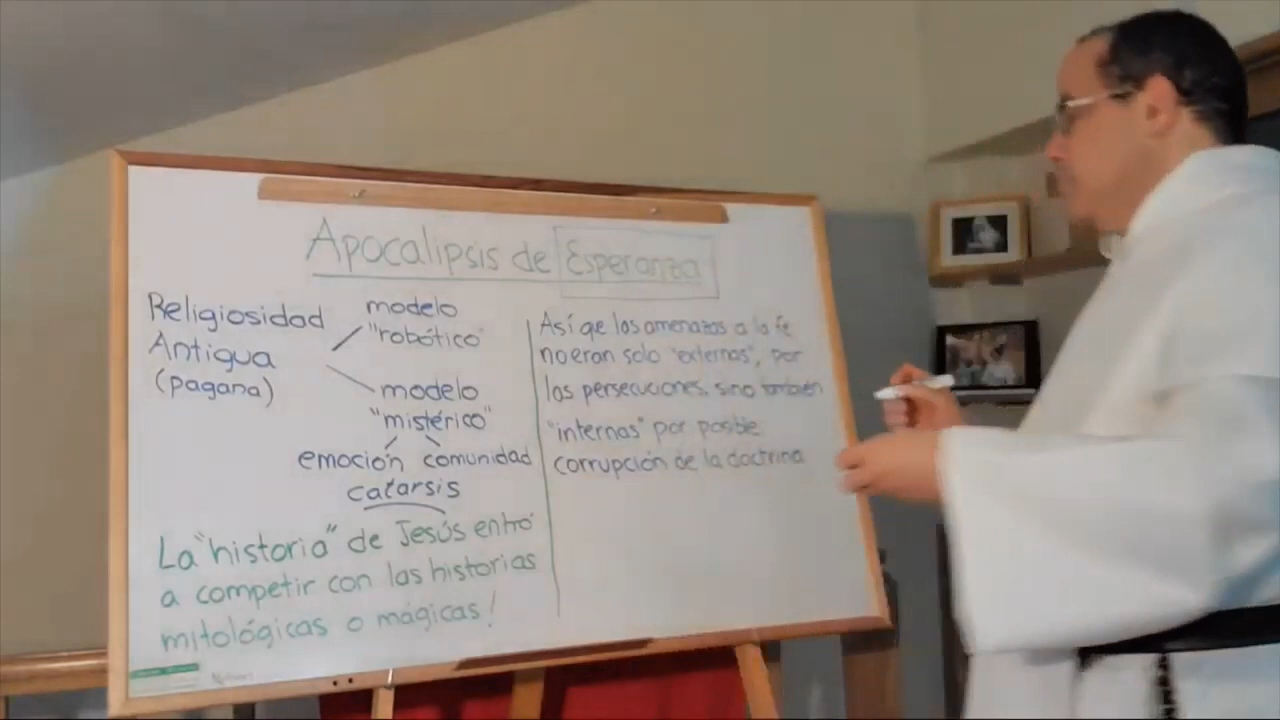 Apocalipsis de Esperanza
Religiosidad
Antigua
(pagana)
modelo
"robótico"
modelo
"mistérico"
emoción comunidad
catarsis
La "historia" de Jesús entró
a competir con las historias
mitológicas o mágicas!
Así qe las amenazas a la fe
no eran solo "externas", por
las persecuciones, sino también
"internas" por posible
corrupción de la doctrina